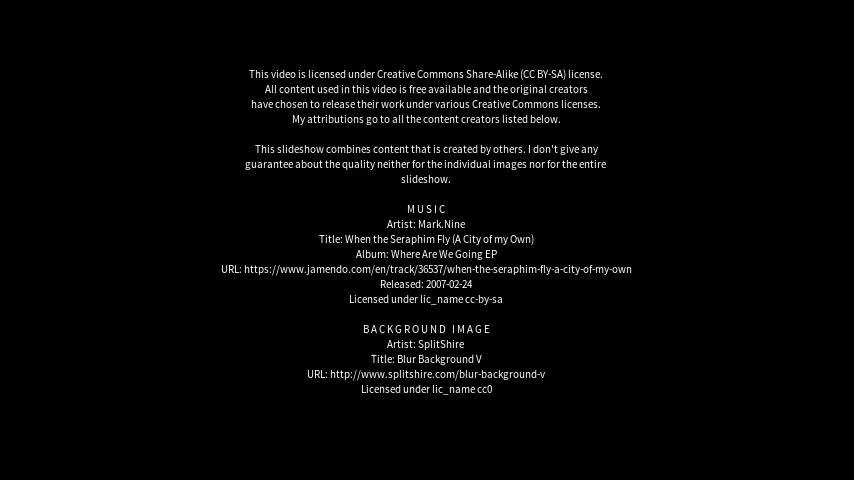 This video is licensed under Creative Commons Share-Alike (CC BY-SA) license.
All content used in this video is free available and the original creators
have chosen to release their work under various Creative Commons licenses.
My attributions go to all the content creators listed below.
This slideshow combines content that is created by others. I don't give any
guarantee about the quality neither for the individual images nor for the entire
slideshow.
MUSIC
Artist: Mark.Nine
Title: When the Seraphim Fly (A City of my Own)
Album: Where Are We Going EP
URL: https://www.jamendo.com/en/track/36537/when-the-seraphim-fly-a-city-of-my-own
Released: 2007-02-24
Licensed under lic_name cc-by-sa
BACKGROUND IMAGE
Artist: SplitShire
Title: Blur Background V
URL: http://www.splitshire.com/blur-background-v
Licensed under lic_name cc0